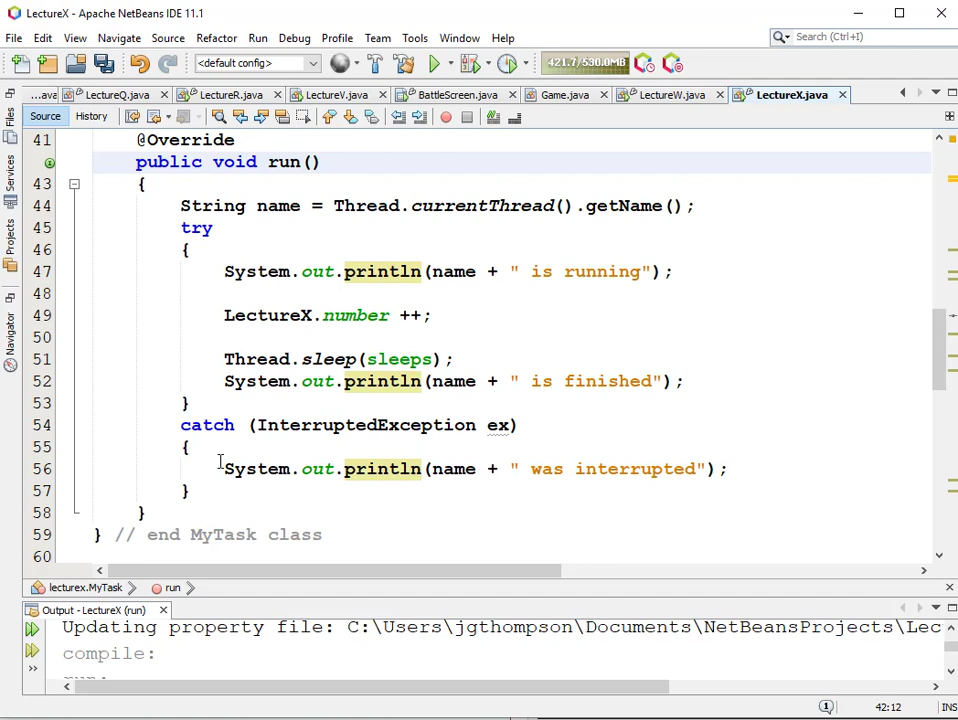 LectureX - Apache NetBeans IDE 11.1
File Edit View Navigate Source Refactor Run Debug Profile Team Tools Window Help
Search (Ctrl+I)
<default config> 421.7/530.0MB
...ava LectureQ.java LectureR.java LectureV.java BattleScreen.java Game.java LectureW.java LectureX.java
Source History
Files
Services
Projects
Navigator
41 @Override
public void run()
43 {
44 String name = Thread.currentThread().getName();
45 try
46 {
47 System.out.println(name + " is running");
48
49 LectureX.number ++;
50
51 Thread.sleep(sleeps);
52 System.out.println(name + " is finished");
53 }
54 catch (InterruptedException ex)
55 {
56 System.out.println(name + " was interrupted");
57 }
58 }
59 } // end MyTask class
60
lecturex.MyTask run
Output - LectureX (run)
Updating property file: C:\Users\jgthompson\Documents\NetBeansProjects\Lec
compile:
run:
1 42:12 INS